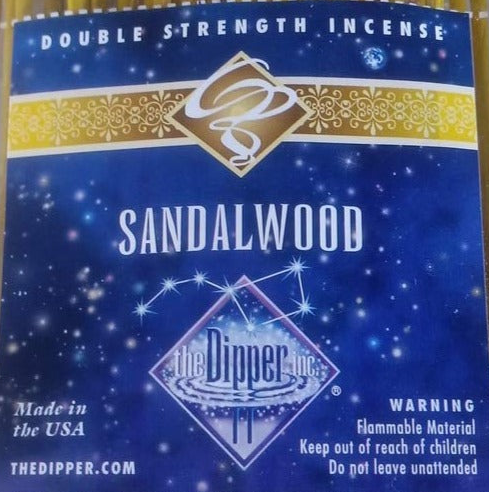 DOUBLE STRENGTH INCENSE
SANDALWOOD
the Dipper inc.
®
Made in
the USA
THEDIPPER.COM
WARNING
Flammable Material
Keep out of reach of children
Do not leave unattended